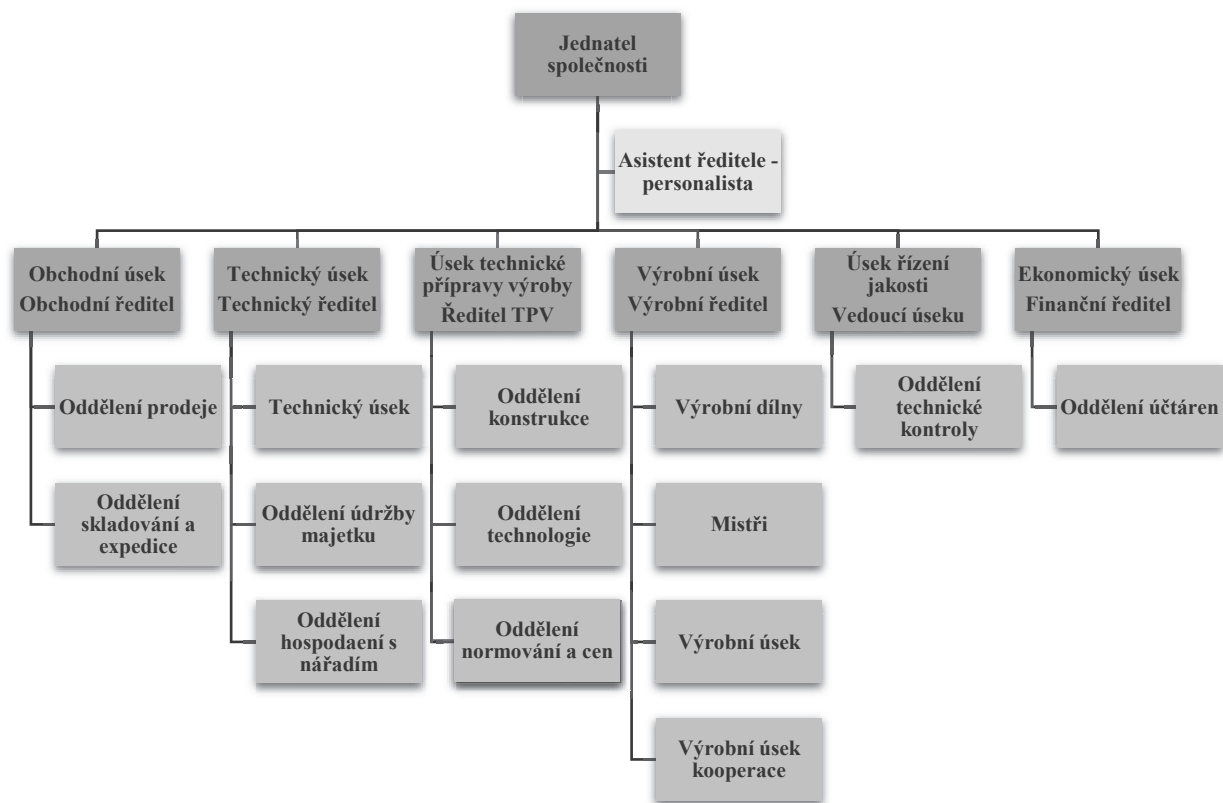 Jednatel
společnosti
Asistent ředitele -
personalista
Obchodní úsek
Obchodní ředitel
Technický úsek
Technický ředitel
Úsek technické
přípravy výroby
Ředitel TPV
Výrobní úsek
Výrobní ředitel
Úsek řízení
jakosti
Vedoucí úseku
Ekonomický úsek
Finanční ředitel
Oddělení prodeje
Technický úsek
Oddělení
konstrukce
Výrobní dílny
Oddělení
technické
kontroly
Oddělení účtáren
Oddělení
skladování a
expedice
Oddělení údržby
majetku
Oddělení
technologie
Mistři
Oddělení
hospodaení s
nářadím
Oddělení
normování a cen
Výrobní úsek
Výrobní úsek
kooperace